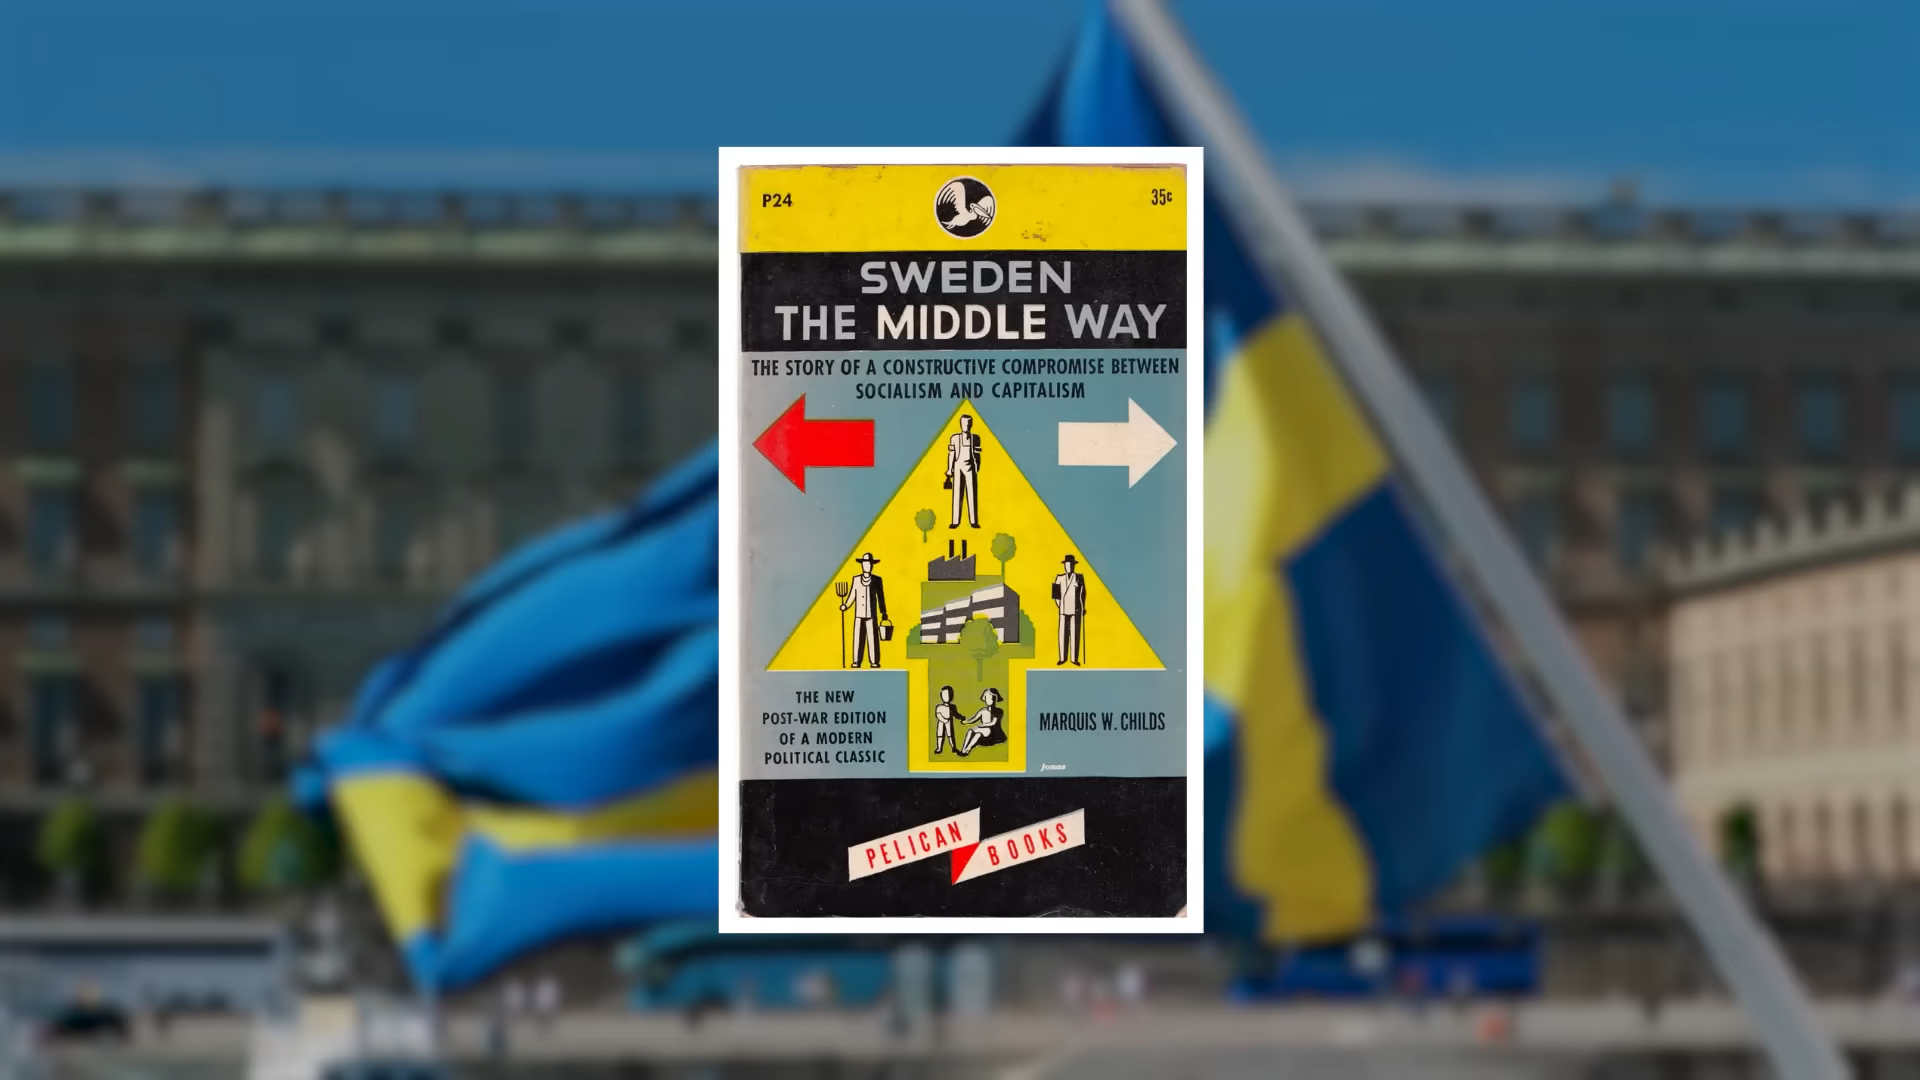 P24
35c
SWEDEN
THE MIDDLE WAY
THE STORY OF A CONSTRUCTIVE COMPROMISE BETWEEN
SOCIALISM AND CAPITALISM
THE NEW
POST-WAR EDITION
OF A MODERN
POLITICAL CLASSIC
MARQUIS W. CHILDS
Jonas
PELICAN BOOKS